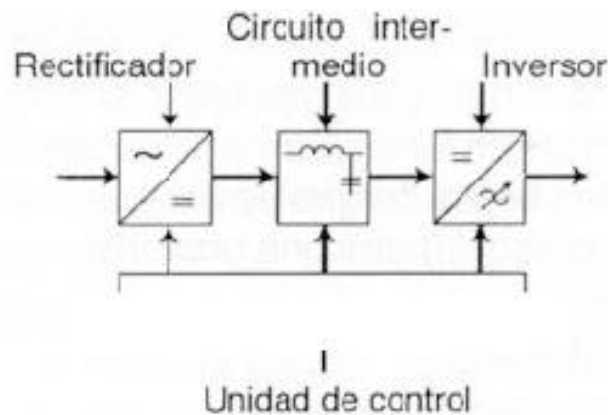 Circuito inter-
Rectificador medio Inversor
Unidad de control